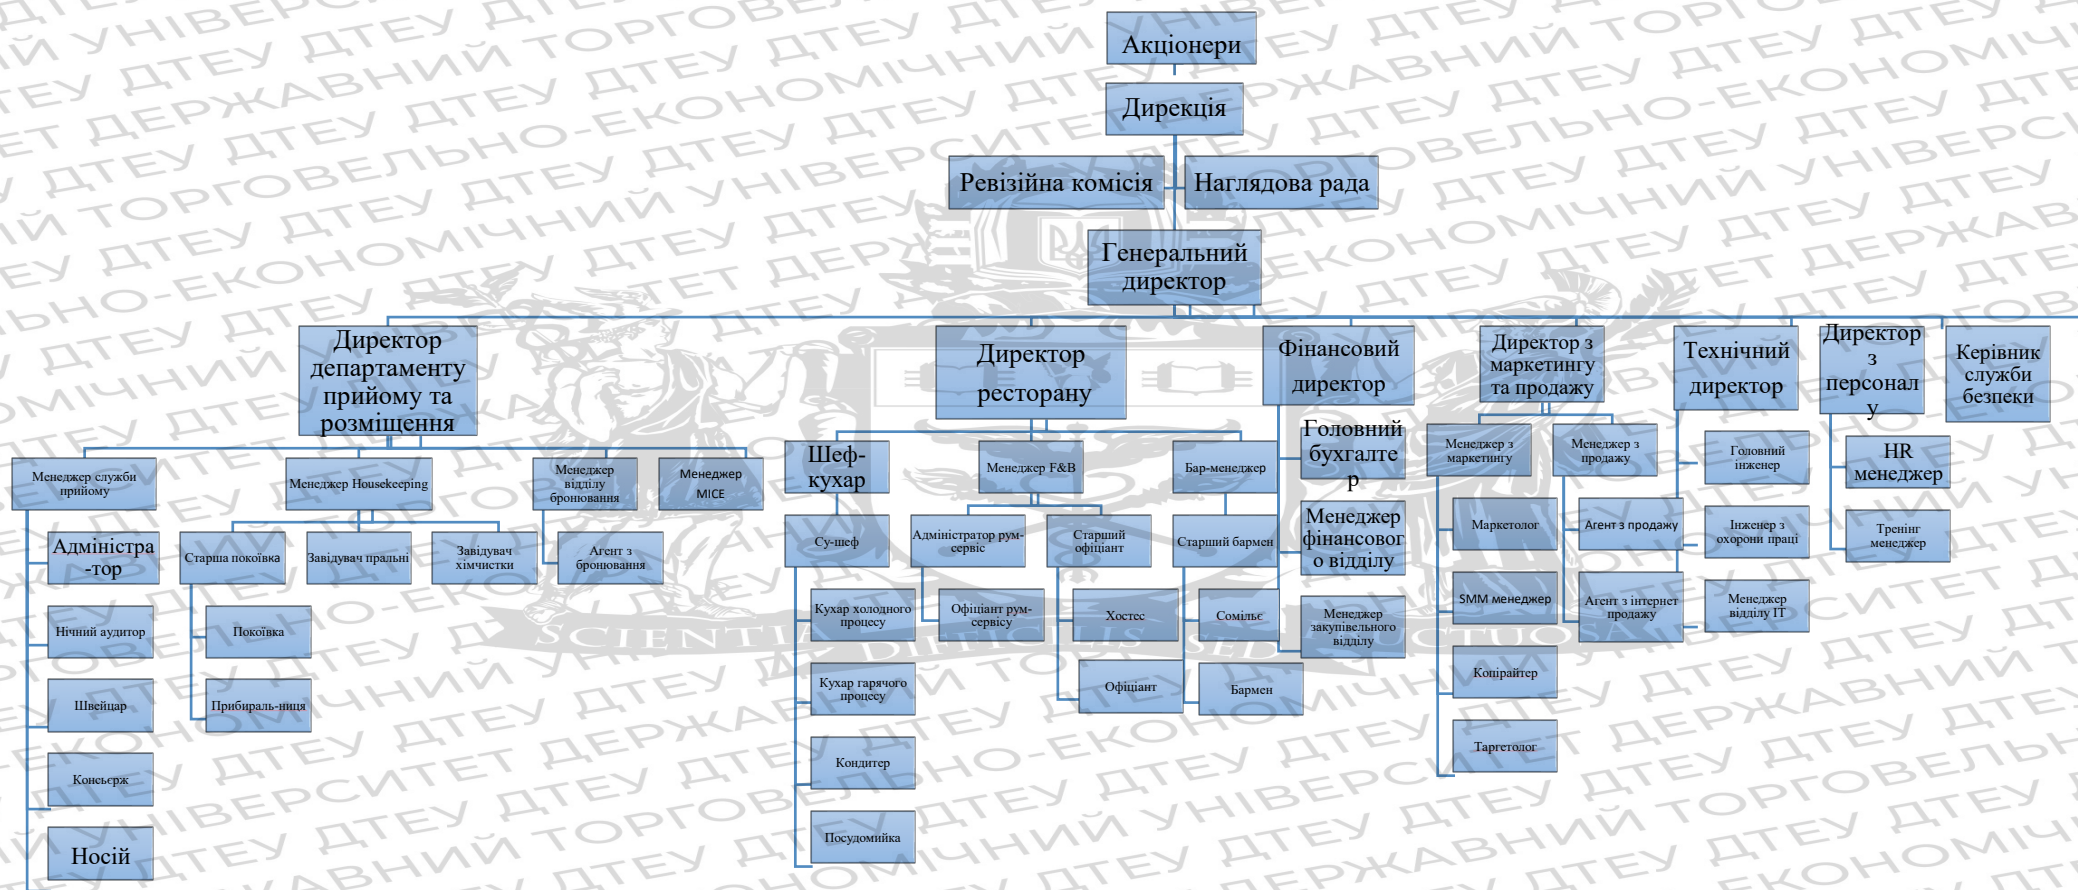 Акціонери
Дирекція
Ревізійна комісія
Наглядова рада
Генеральний
директор
Директор
департаменту
прийому та
розміщення
Директор
ресторану
Фінансовий
директор
Директор з
маркетингу
та продажу
Технічний
директор
Директор
з
персонал
у
Керівник
служби
безпеки
Менеджер служби
прийому
Менеджер Housekeeping
Менеджер
відділу
бронювання
Менеджер
MICE
Шеф-
кухар
Менеджер F&B
Бар-менеджер
Головний
бухгалте
р
Менеджер з
маркетингу
Менеджер з
продажу
Головний
інженер
HR
менеджер
Адміністра
-тор
Старша покоївка
Завідувач пральні
Завідувач
хімчистки
Агент з
бронювання
Су-шеф
Адміністратор рум-
сервіс
Старший
офіціант
Старший бармен
Менеджер
фінансовог
о відділу
Маркетолог
Агент з продажу
Інженер з
охорони праці
Тренінг
менеджер
Нічний аудитор
Покоївка
Кухар холодного
процесу
Офіціант рум-
сервісу
Хостес
Сомільє
Менеджер
закупівельного
відділу
SMM менеджер
Агент з інтернет
продажу
Менеджер
відділу ІТ
Швейцар
Прибираль-ниця
Кухар гарячого
процесу
Офіціант
Бармен
Копірайтер
Консьєрж
Кондитер
Таргетолог
Носій
Посудомийка